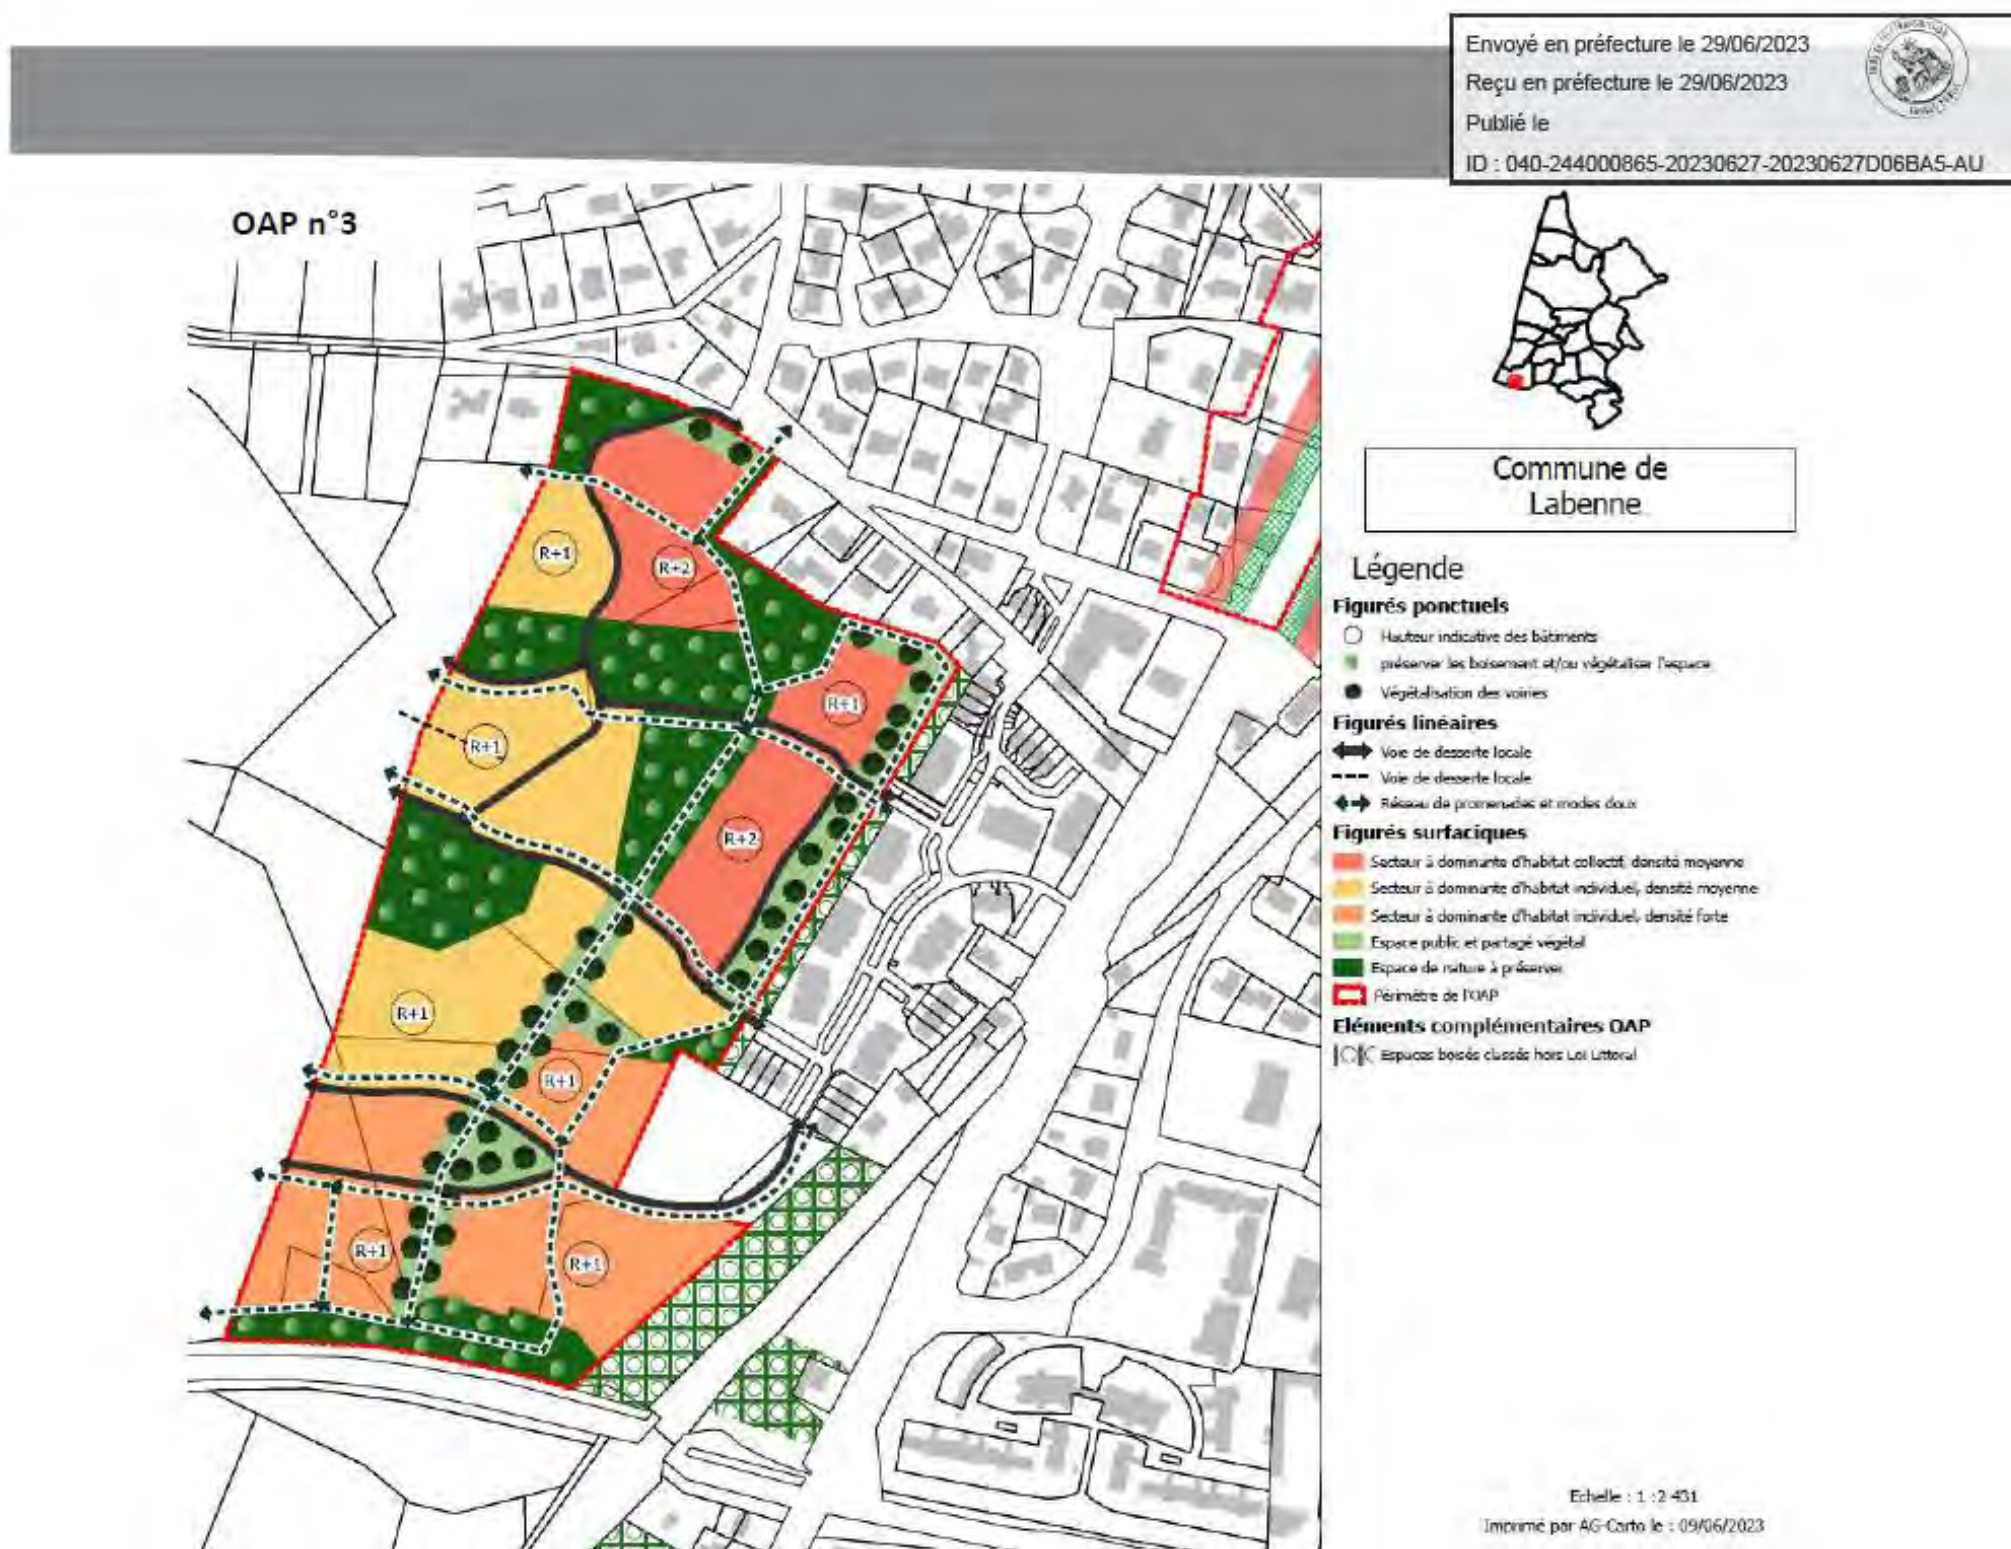 Envoyé en préfecture le 29/06/2023
Reçu en préfecture le 29/06/2023
Publié le
ID : 040-244000865-20230627-20230627D06BA5-AU
OAP n°3
Commune de
Labenne
R+1
R+2
R+1
R+1
R+2
R+1
R+1
R+1
R+1
Légende
Figurés ponctuels
Hauteur indicative des bâtiments
préserver les boisement et/ou végétaliser l'espace
Végétalisation des voiries
Figurés linéaires
Voie de desserte locale
Voie de desserte locale
Réseau de promenades et modes doux
Figurés surfaciques
Secteur à dominante d'habitat collectif, densité moyenne
Secteur à dominante d'habitat individuel, densité moyenne
Secteur à dominante d'habitat individuel, densité forte
Espace public et partagé végétal
Espace de nature à préserver
Périmètre de l'OAP
Eléments complémentaires OAP
Espaces boisés classés hors Loi Littoral
Echelle : 1 :2 431
Imprimé par AG-Carto le : 09/06/2023